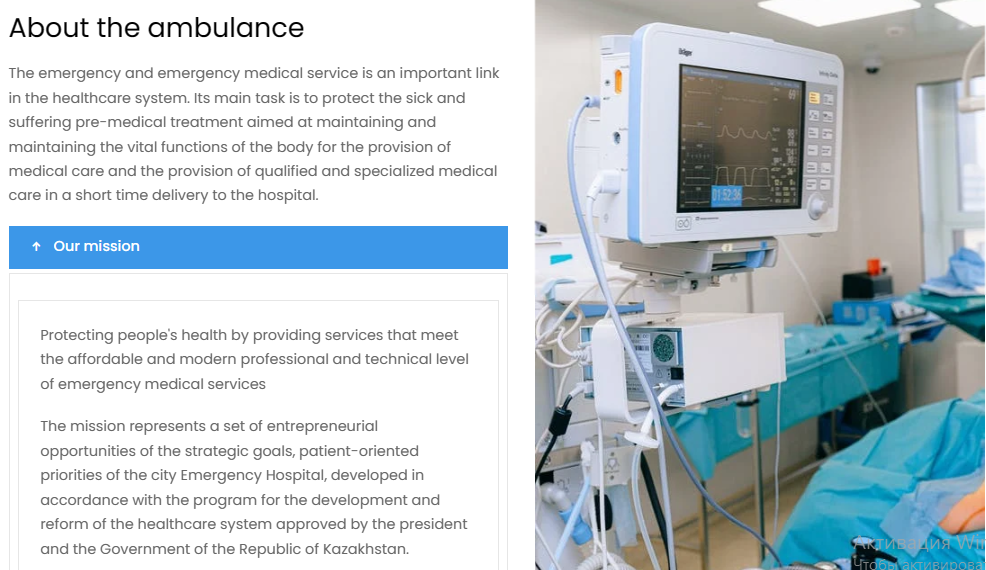 About the ambulance
The emergency and emergency medical service is an important link
in the healthcare system. Its main task is to protect the sick and
suffering pre-medical treatment aimed at maintaining and
maintaining the vital functions of the body for the provision of
medical care and the provision of qualified and specialized medical
care in a short time delivery to the hospital.
Our mission
Protecting people's health by providing services that meet
the affordable and modern professional and technical level
of emergency medical services
The mission represents a set of entrepreneurial
opportunities of the strategic goals, patient-oriented
priorities of the city Emergency Hospital, developed in
accordance with the program for the development and
reform of the healthcare system approved by the president
and the Government of the Republic of Kazakhstan.
Dräger
01:52:36
Активация Win
Чтобы активирова